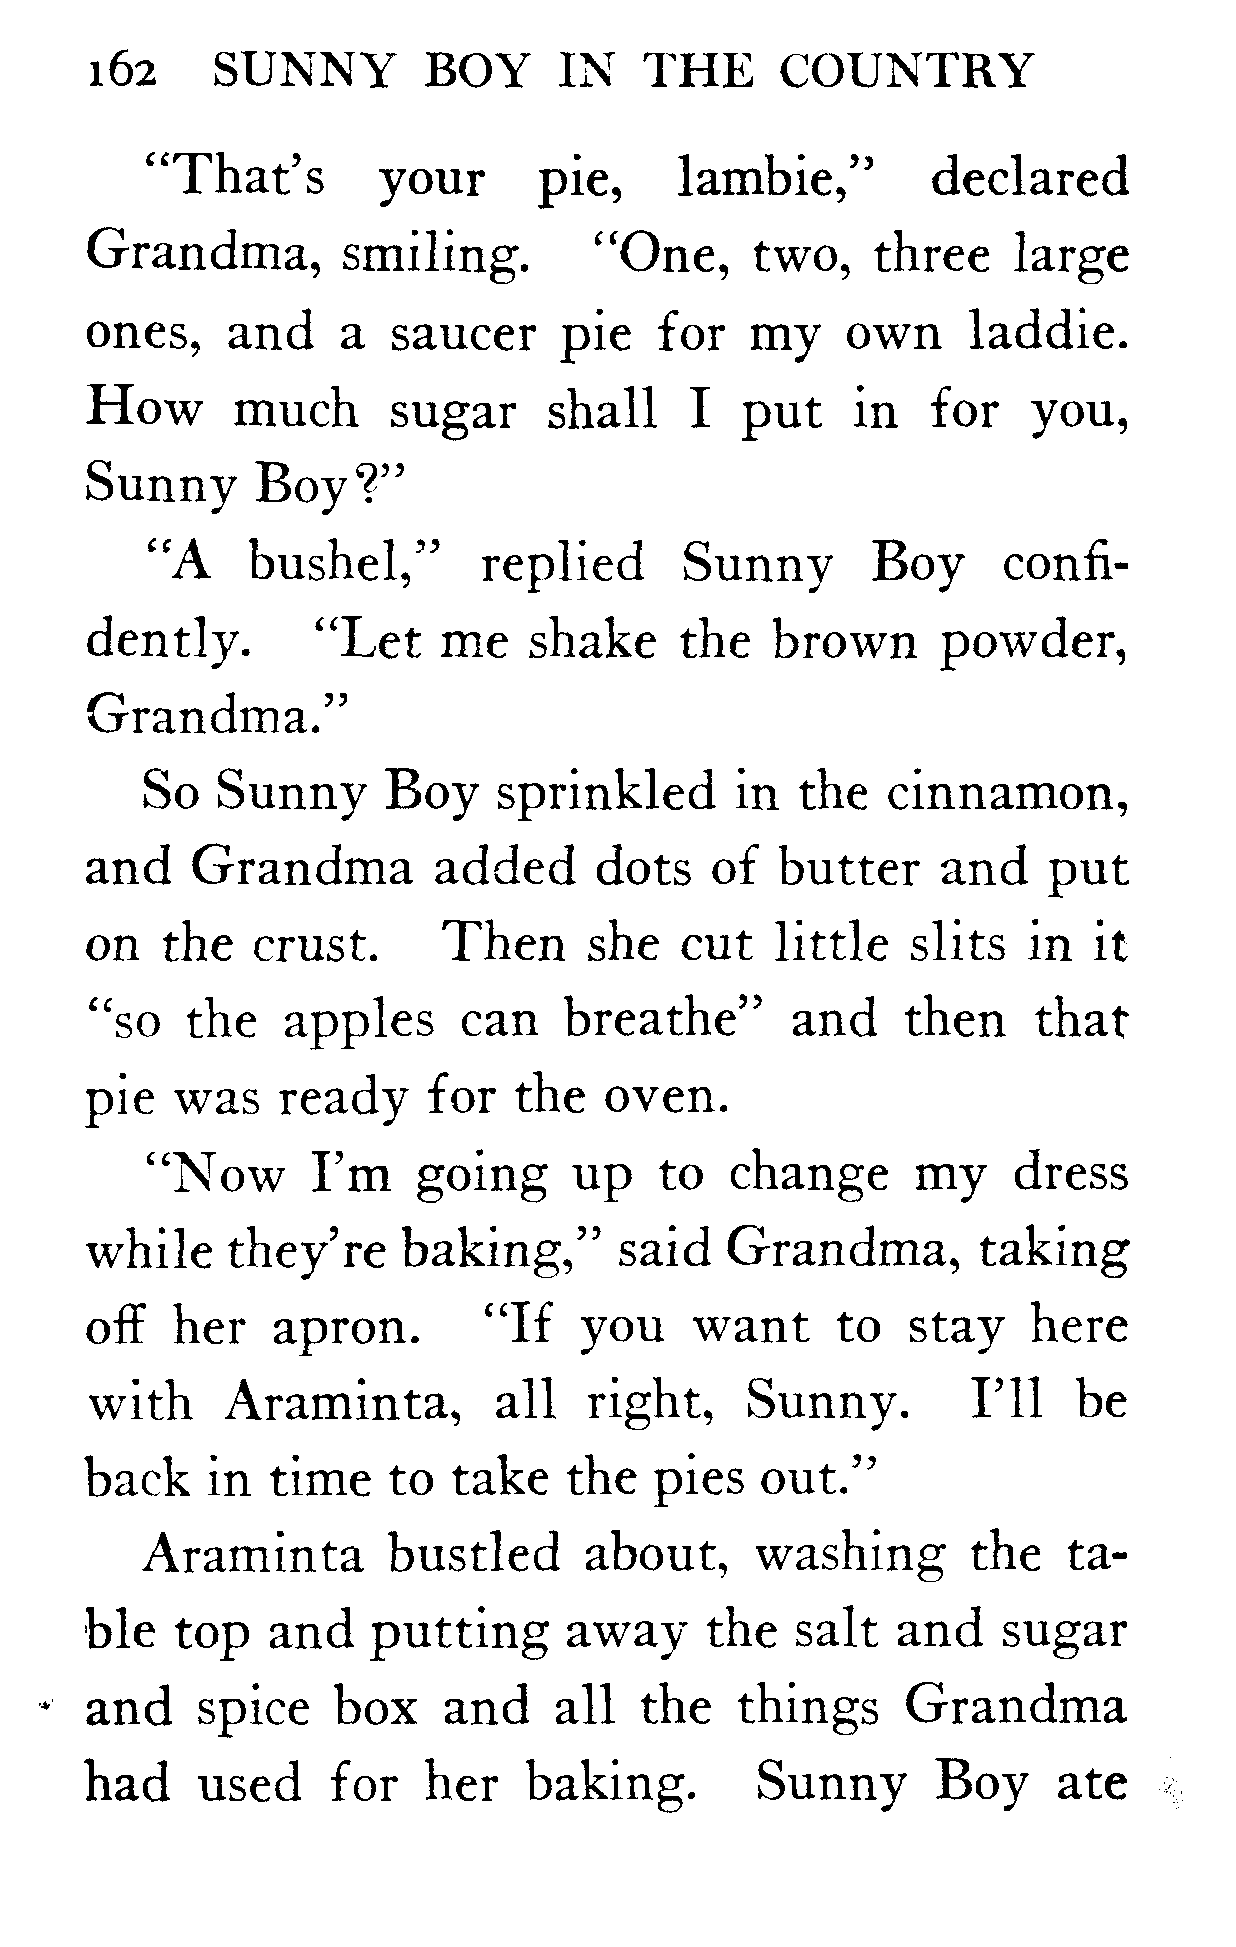 162 SUNNY BOY IN THE COUNTRY
“That’s your pie, lambie,” declared
Grandma, smiling. “One, two, three large
ones, and a saucer pie for my own laddie.
How much sugar shall I put in for you,
Sunny Boy?”
“A bushel,” replied Sunny Boy confi-
dently. “Let me shake the brown powder,
Grandma.”
So Sunny Boy sprinkled in the cinnamon,
and Grandma added dots of butter and put
on the crust. Then she cut little slits in it
“so the apples can breathe” and then that
pie was ready for the oven.
“Now I’m going up to change my dress
while they’re baking,” said Grandma, taking
off her apron. “If you want to stay here
with Araminta, all right, Sunny. I’ll be
back in time to take the pies out.”
Araminta bustled about, washing the ta-
ble top and putting away the salt and sugar
and spice box and all the things Grandma
had used for her baking. Sunny Boy ate